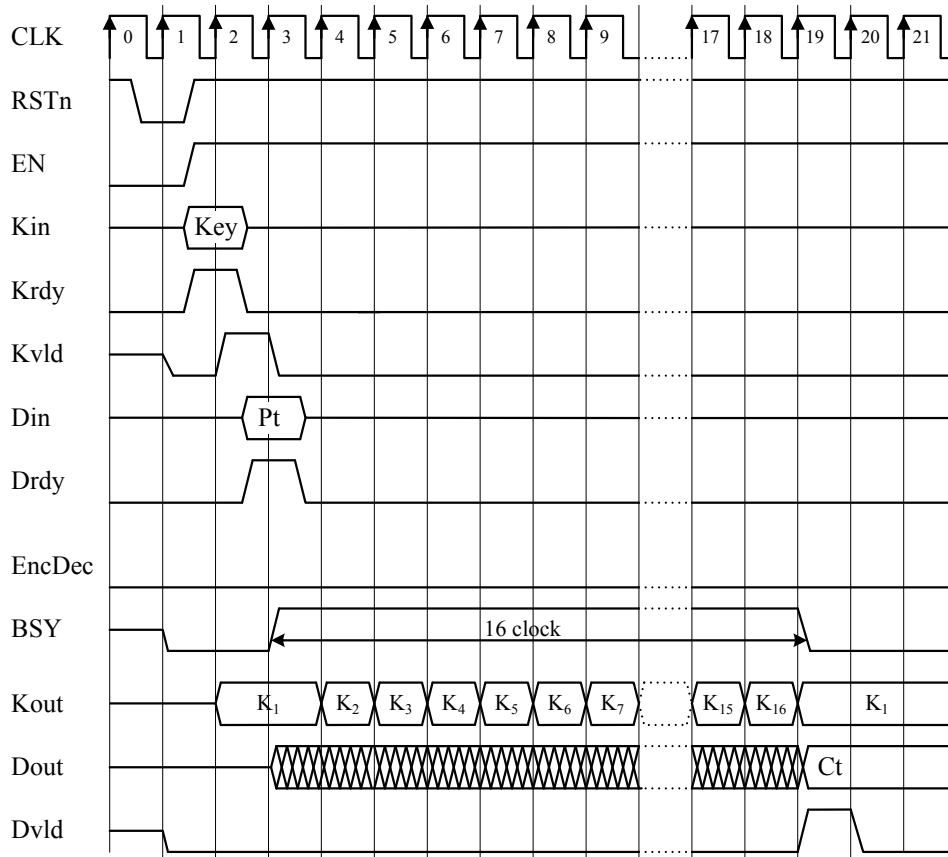 CLK 0 1 2 3 4 5 6 7 8 9 17 18 19 20 21
RSTn
EN
Kin Key
Krdy
Kvld
Din Pt
Drdy
EncDec
BSY 16 clock
Kout K₁ K₂ K₃ K₄ K₅ K₆ K₇ K₁₅ K₁₆ K₁
Dout Ct
Dvld